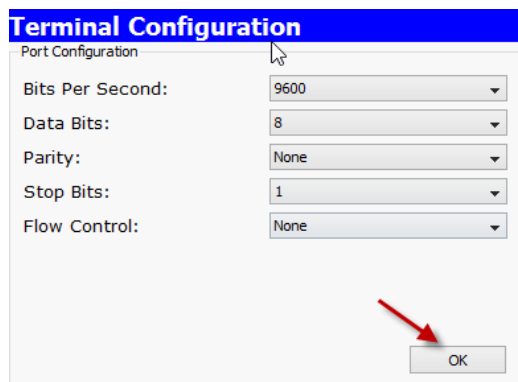 Terminal Configuration
Port Configuration
Bits Per Second: 9600
Data Bits: 8
Parity: None
Stop Bits: 1
Flow Control: None
OK